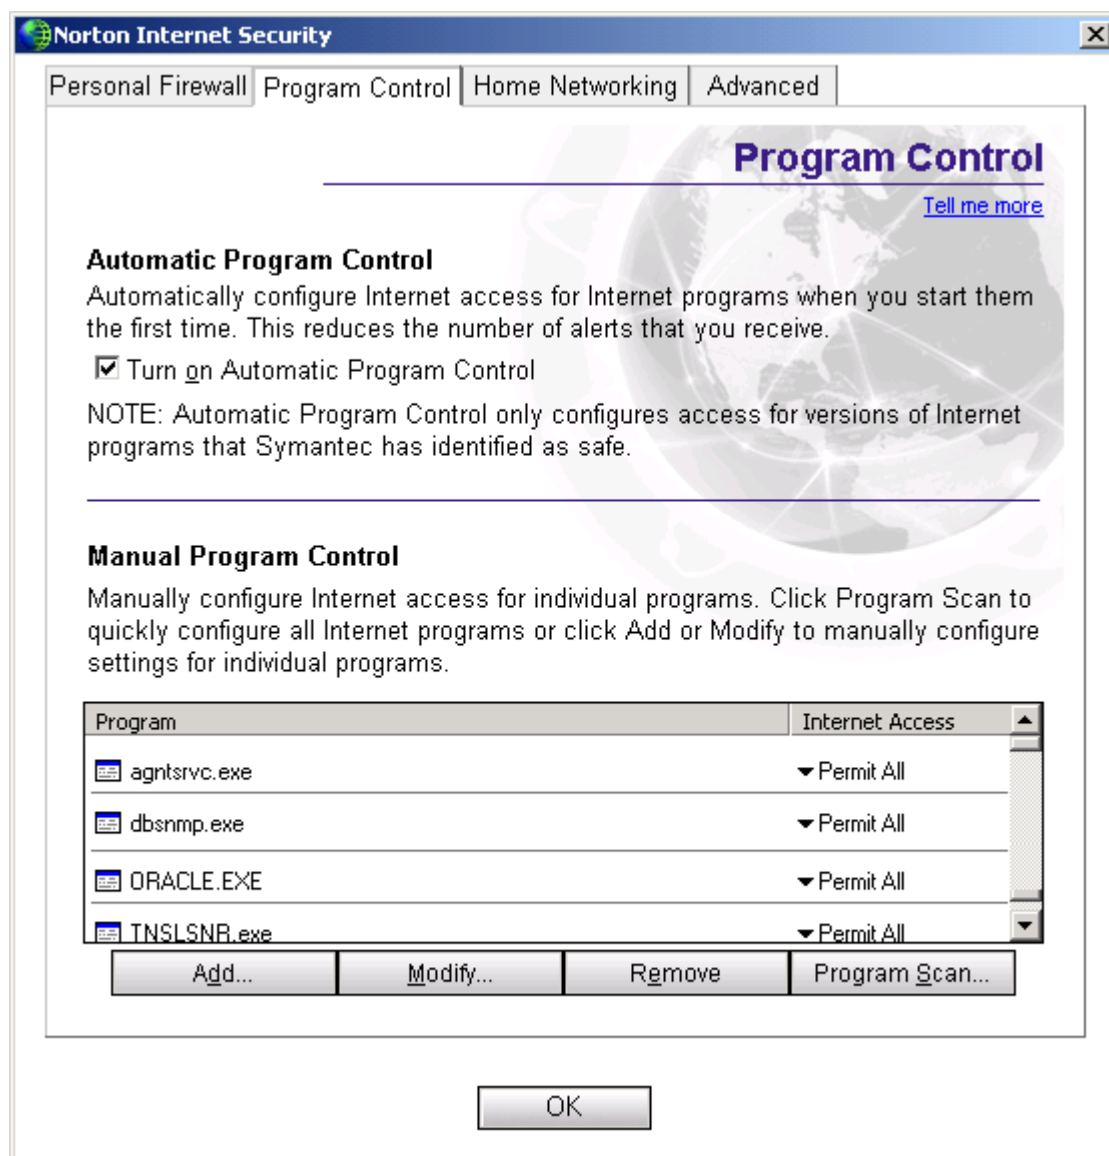 Norton Internet Security
Personal Firewall Program Control Home Networking Advanced
Program Control
Tell me more
Automatic Program Control
Automatically configure Internet access for Internet programs when you start them
the first time. This reduces the number of alerts that you receive.
Turn on Automatic Program Control
NOTE: Automatic Program Control only configures access for versions of Internet
programs that Symantec has identified as safe.
Manual Program Control
Manually configure Internet access for individual programs. Click Program Scan to
quickly configure all Internet programs or click Add or Modify to manually configure
settings for individual programs.
Program Internet Access
agntsrvc.exe Permit All
dbsnmp.exe Permit All
ORACLE.EXE Permit All
TNSLSNR.exe Permit All
Add... Modify... Remove Program Scan...
OK